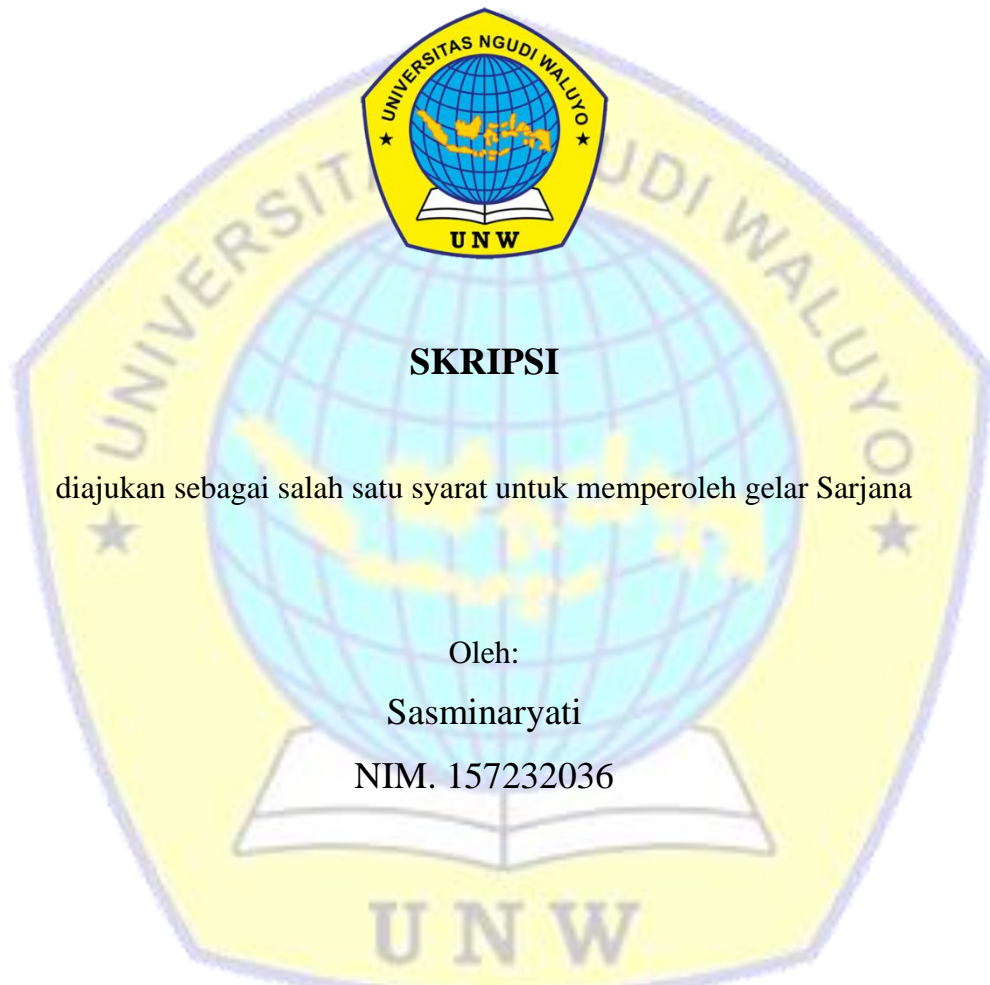 UNIVERSITAS NGUDI WALUYO
UNW
SKRIPSI
diajukan sebagai salah satu syarat untuk memperoleh gelar Sarjana
Oleh:
Sasminaryati
NIM. 157232036
UNIVERSITAS NGUDI WALUYO
UNW